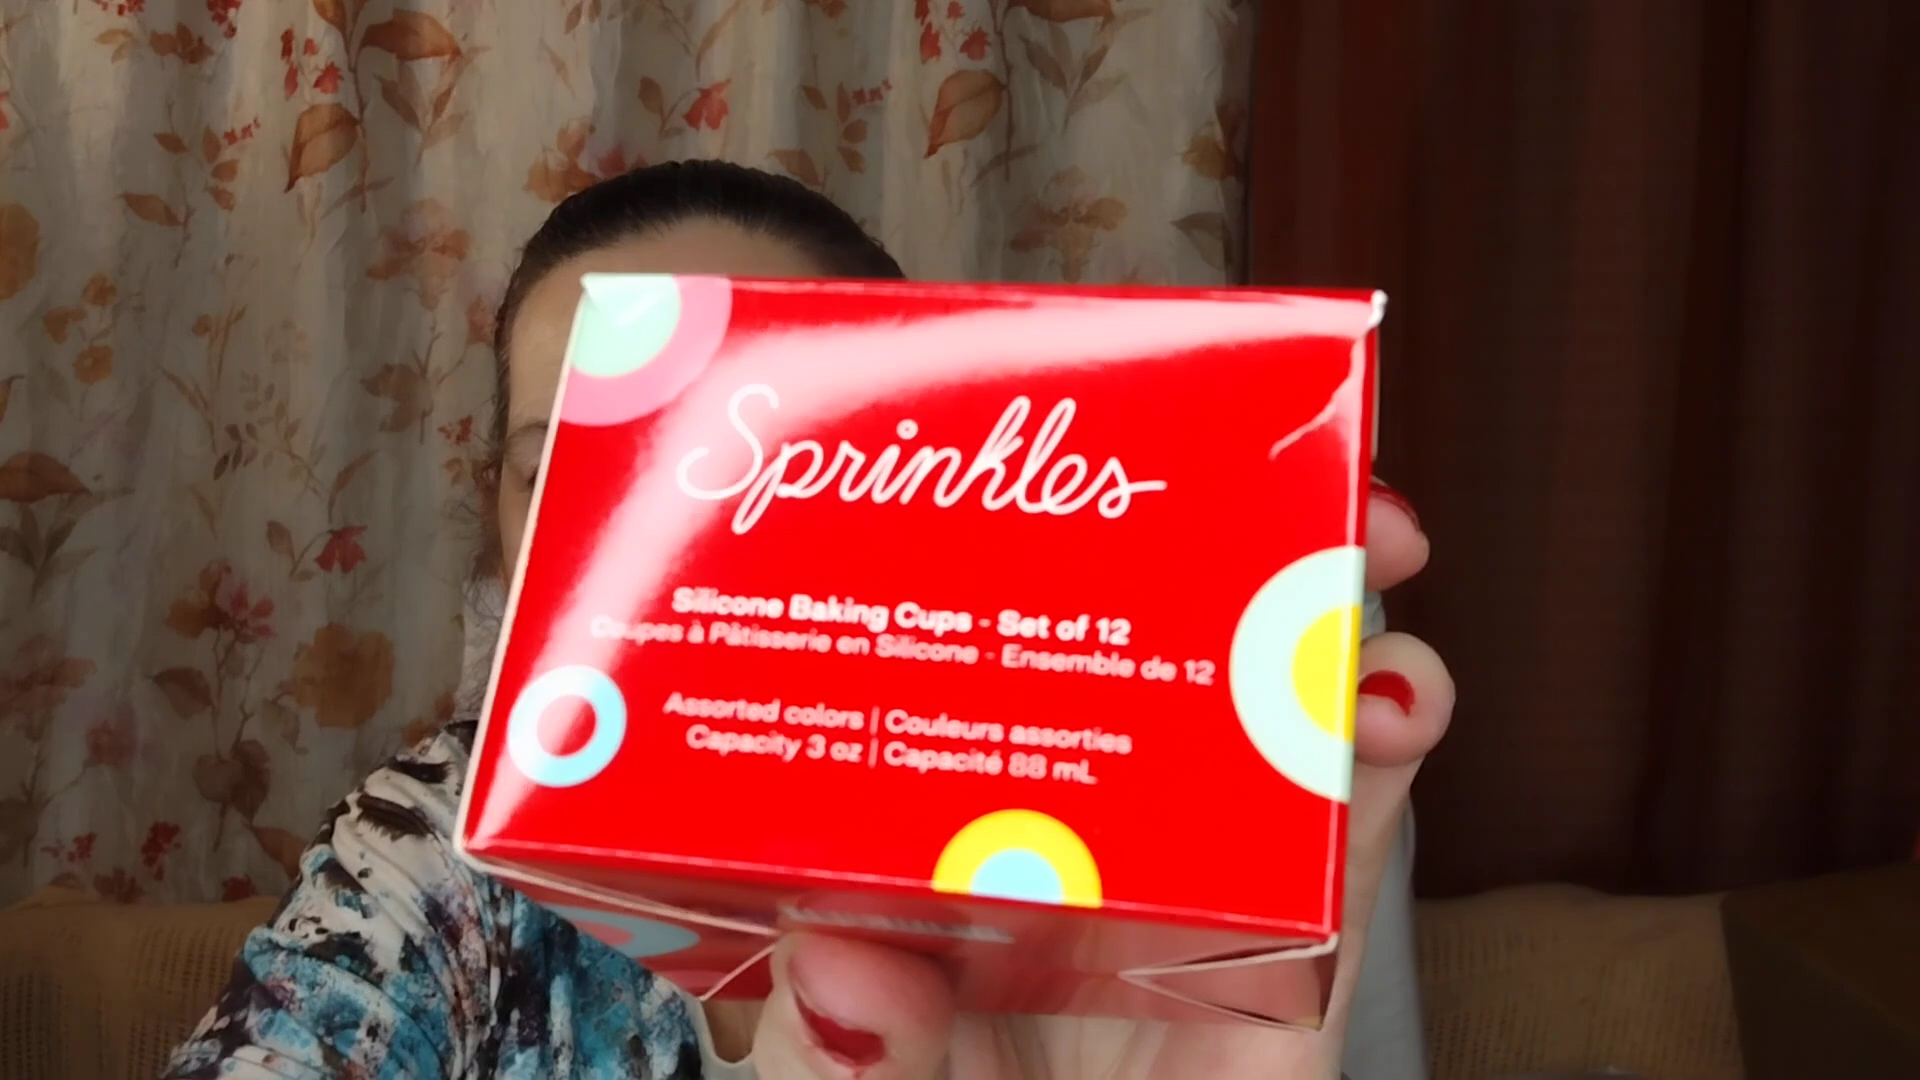 Sprinkles
Silicone Baking Cups - Set of 12
Coupes à Pâtisserie en Silicone - Ensemble de 12
Assorted colors | Couleurs assorties
Capacity 3 oz | Capacité 88 mL